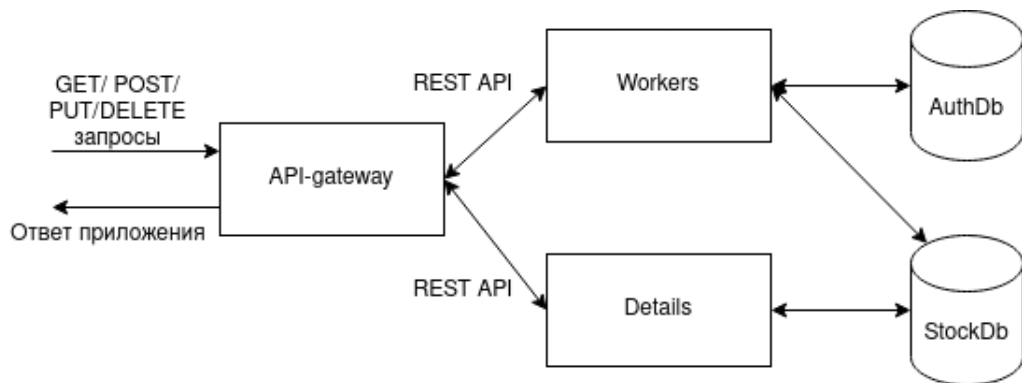 GET/ POST/
PUT/DELETE
запросы
Ответ приложения
API-gateway
REST API
REST API
Workers
Details
AuthDb
StockDb